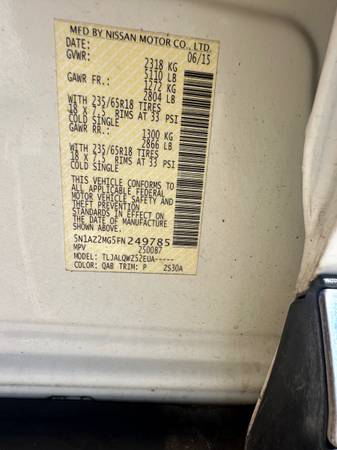 MFD BY NISSAN MOTOR CO., LTD.
DATE: 06/15
GVWR: 2318 KG
5110 LB
GAWR FR.: 1272 KG
2804 LB
WITH 235/65R18 TIRES
18 x 7.5 RIMS AT 33 PSI
COLD SINGLE
GAWR RR.: 1300 KG
2866 LB
WITH 235/65R18 TIRES
18 x 7.5 RIMS AT 33 PSI
COLD SINGLE
THIS VEHICLE CONFORMS TO
ALL APPLICABLE FEDERAL
MOTOR VEHICLE SAFETY AND
THEFT PREVENTION
STANDARDS IN EFFECT ON
THE DATE OF MANUFACTURE
SHOWN ABOVE.
5N1AZ2MG5FN 249785
MPV 250087
MODEL: TLJALQWZ52EUA-----
COLOR: QAB TRIM: P 2S30A